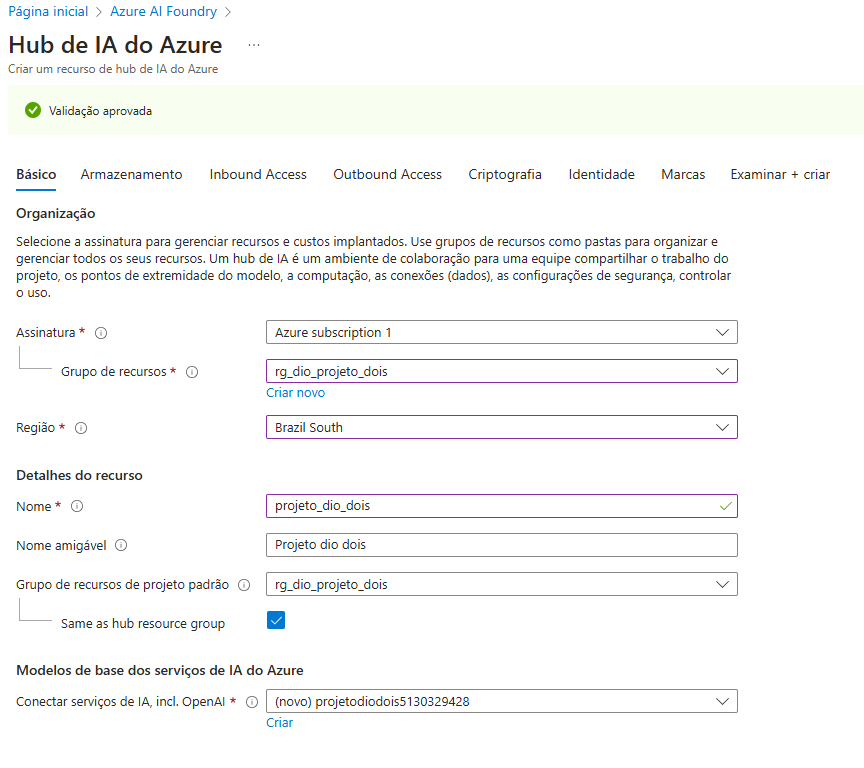 Página inicial > Azure AI Foundry >
Hub de IA do Azure ...
Criar um recurso de hub de IA do Azure
Validação aprovada
Básico Armazenamento Inbound Access Outbound Access Criptografia Identidade Marcas Examinar + criar
Organização
Selecione a assinatura para gerenciar recursos e custos implantados. Use grupos de recursos como pastas para organizar e
gerenciar todos os seus recursos. Um hub de IA é um ambiente de colaboração para uma equipe compartilhar o trabalho do
projeto, os pontos de extremidade do modelo, a computação, as conexões (dados), as configurações de segurança, controlar
o uso.
Assinatura * Azure subscription 1
Grupo de recursos * rg_dio_projeto_dois
Criar novo
Região * Brazil South
Detalhes do recurso
Nome * projeto_dio_dois
Nome amigável Projeto dio dois
Grupo de recursos de projeto padrão rg_dio_projeto_dois
Same as hub resource group
Modelos de base dos serviços de IA do Azure
Conectar serviços de IA, incl. OpenAI * (novo) projetodiodois5130329428
Criar